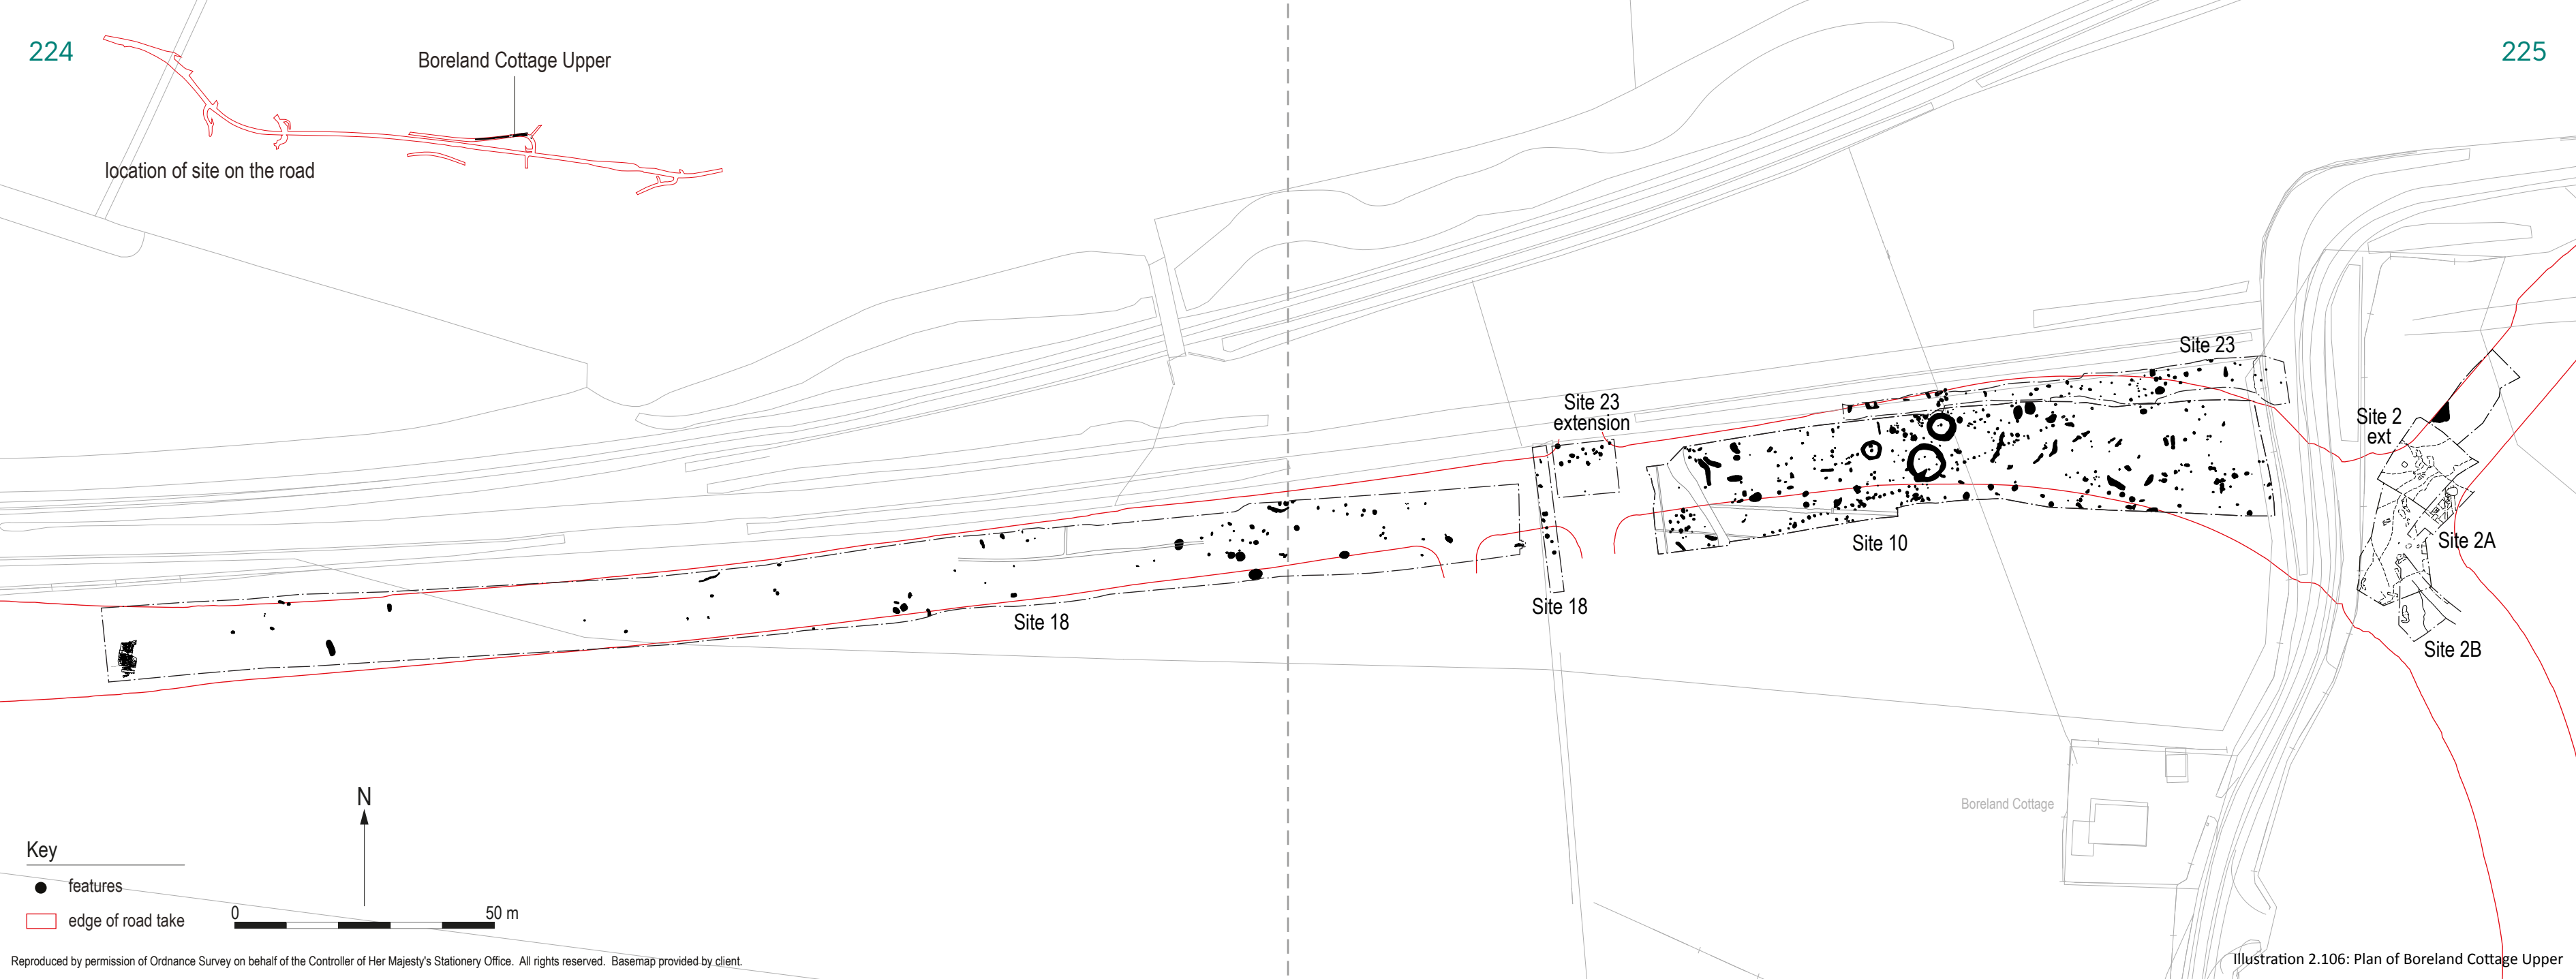 224
225
Boreland Cottage Upper
location of site on the road
Site 23
Site 23
extension
Site 2
ext
Site 10
Site 2A
Site 18
Site 18
Site 2B
Boreland Cottage
N
Key
features
edge of road take
0
50 m
Reproduced by permission of Ordnance Survey on behalf of the Controller of Her Majesty's Stationery Office. All rights reserved. Basemap provided by client.
Illustration 2.106: Plan of Boreland Cottage Upper